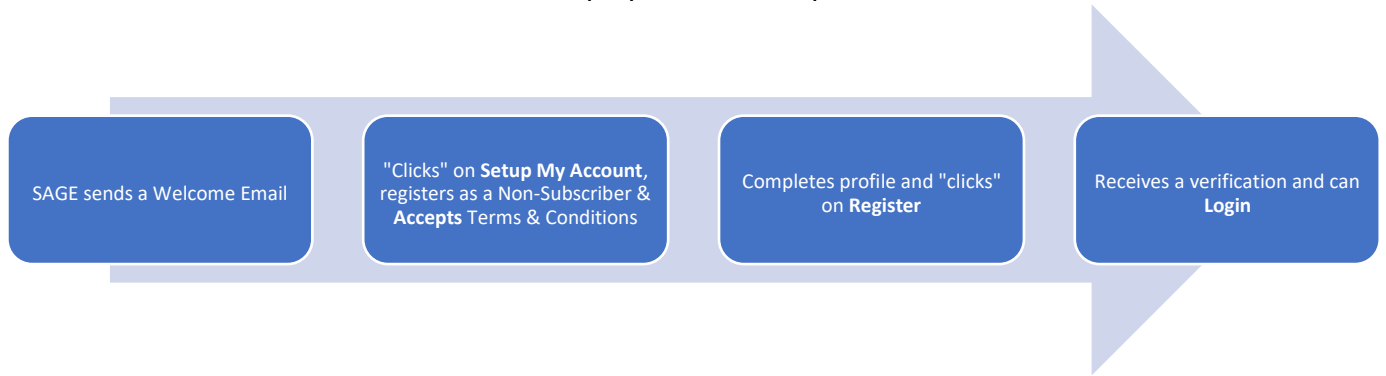 SAGE sends a Welcome Email
"Clicks" on Setup My Account,
registers as a Non-Subscriber &
Accepts Terms & Conditions
Completes profile and "clicks"
on Register
Receives a verification and can
Login